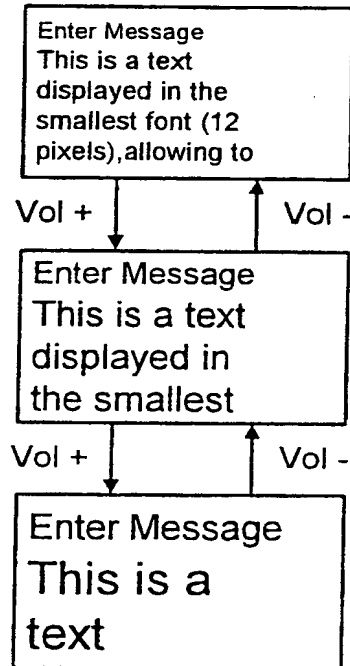 Enter Message
This is a text
displayed in the
smallest font (12
pixels),allowing to
Vol + Vol -
Enter Message
This is a text
displayed in
the smallest
Vol + Vol -
Enter Message
This is a
text